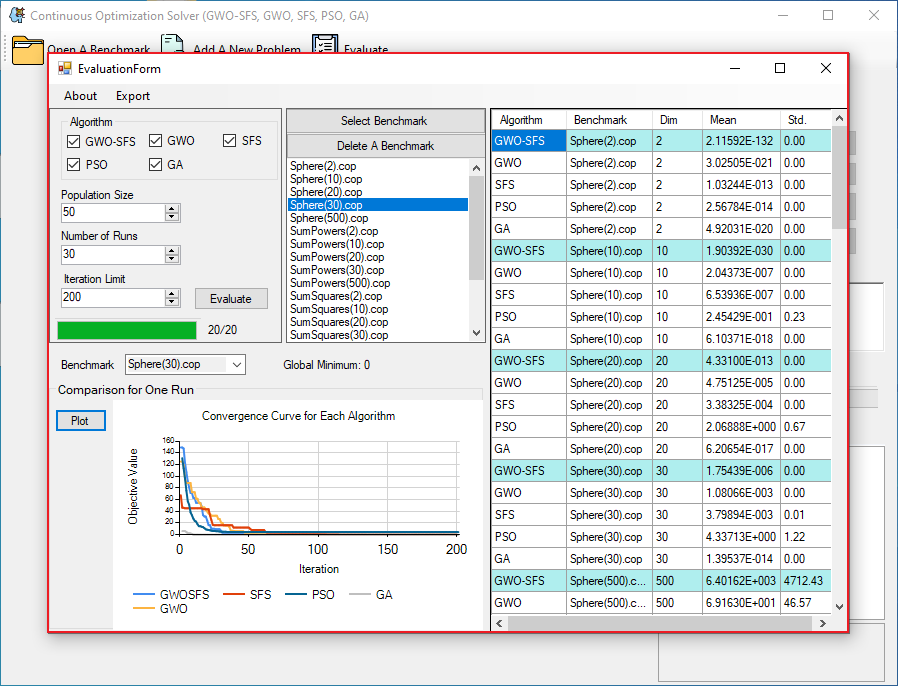 Continuous Optimization Solver (GWO-SFS, GWO, SFS, PSO, GA)
Open A Benchmark Add A New Problem Evaluate
EvaluationForm
About Export
Algorithm
GWO-SFS GWO SFS
PSO GA
Population Size
50
Number of Runs
30
Iteration Limit
200
Evaluate
20/20
Select Benchmark
Delete A Benchmark
Sphere(2).cop
Sphere(10).cop
Sphere(20).cop
Sphere(30).cop
Sphere(500).cop
SumPowers(2).cop
SumPowers(10).cop
SumPowers(20).cop
SumPowers(30).cop
SumPowers(500).cop
SumSquares(2).cop
SumSquares(10).cop
SumSquares(20).cop
SumSquares(30).cop
Benchmark Sphere(30).cop Global Minimum: 0
Comparison for One Run
Plot
Convergence Curve for Each Algorithm
Objective Value
160
140
120
100
80
60
40
20
0
0 50 100 150 200
Iteration
GWOSFS SFS PSO GA
GWO
Algorithm Benchmark Dim Mean Std.
GWO-SFS Sphere(2).cop 2 2.11592E-132 0.00
GWO Sphere(2).cop 2 3.02505E-021 0.00
SFS Sphere(2).cop 2 1.03244E-013 0.00
PSO Sphere(2).cop 2 2.56784E-014 0.00
GA Sphere(2).cop 2 4.92031E-020 0.00
GWO-SFS Sphere(10).cop 10 1.90392E-030 0.00
GWO Sphere(10).cop 10 2.04373E-007 0.00
SFS Sphere(10).cop 10 6.53936E-007 0.00
PSO Sphere(10).cop 10 2.45429E-001 0.23
GA Sphere(10).cop 10 6.10371E-018 0.00
GWO-SFS Sphere(20).cop 20 4.33100E-013 0.00
GWO Sphere(20).cop 20 4.75125E-005 0.00
SFS Sphere(20).cop 20 3.38325E-004 0.00
PSO Sphere(20).cop 20 2.06888E+000 0.67
GA Sphere(20).cop 20 6.20654E-017 0.00
GWO-SFS Sphere(30).cop 30 1.75439E-006 0.00
GWO Sphere(30).cop 30 1.08066E-003 0.00
SFS Sphere(30).cop 30 3.79894E-003 0.01
PSO Sphere(30).cop 30 4.33713E+000 1.22
GA Sphere(30).cop 30 1.39537E-014 0.00
GWO-SFS Sphere(500).c... 500 6.40162E+003 4712.43
GWO Sphere(500).c... 500 6.91630E+001 46.57